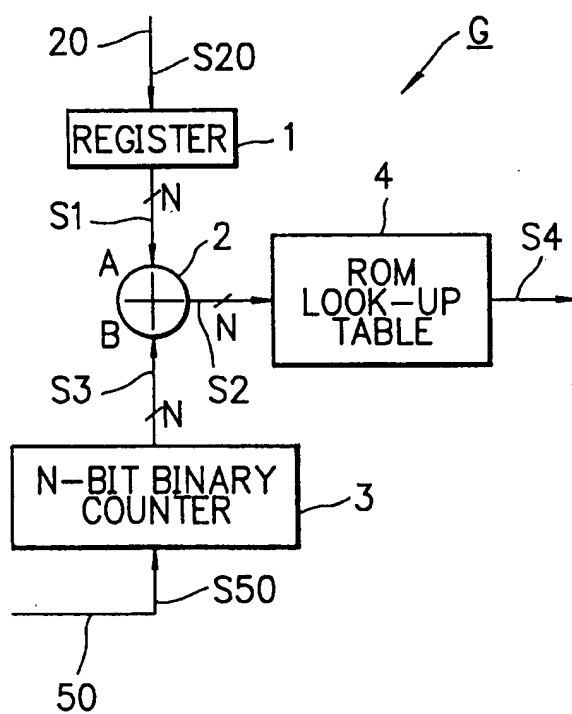 20
S20
G
REGISTER
1
N
S1
A
2
4
S4
ROM
LOOK-UP
TABLE
B
N
S2
S3
N
N-BIT BINARY
COUNTER
3
S50
50